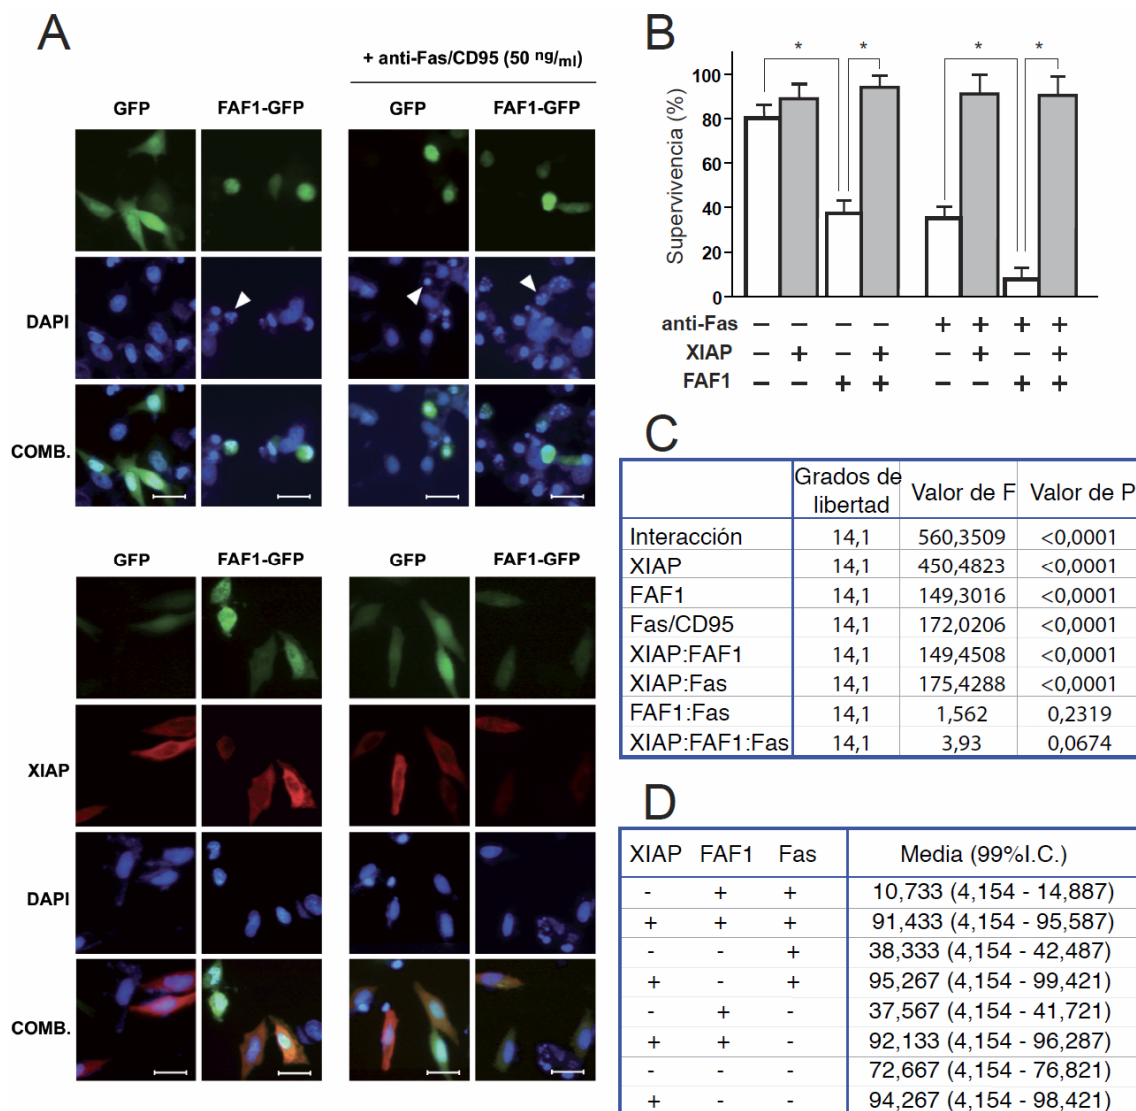 A
+ anti-Fas/CD95 (50 ng/ml)
GFP FAF1-GFP GFP FAF1-GFP
DAPI
COMB.
GFP FAF1-GFP GFP FAF1-GFP
XIAP
DAPI
COMB.
B
* * * *
Supervivencia (%)
100
80
60
40
20
0
anti-Fas − − − − + + + +
XIAP − + − + − + − +
FAF1 − − + + − − + +
C
Grados de libertad Valor de F Valor de P
Interacción 14,1 560,3509 <0,0001
XIAP 14,1 450,4823 <0,0001
FAF1 14,1 149,3016 <0,0001
Fas/CD95 14,1 172,0206 <0,0001
XIAP:FAF1 14,1 149,4508 <0,0001
XIAP:Fas 14,1 175,4288 <0,0001
FAF1:Fas 14,1 1,562 0,2319
XIAP:FAF1:Fas 14,1 3,93 0,0674
D
XIAP FAF1 Fas Media (99%I.C.)
- + + 10,733 (4,154 - 14,887)
+ + + 91,433 (4,154 - 95,587)
- - + 38,333 (4,154 - 42,487)
+ - + 95,267 (4,154 - 99,421)
- + - 37,567 (4,154 - 41,721)
+ + - 92,133 (4,154 - 96,287)
- - - 72,667 (4,154 - 76,821)
+ - - 94,267 (4,154 - 98,421)